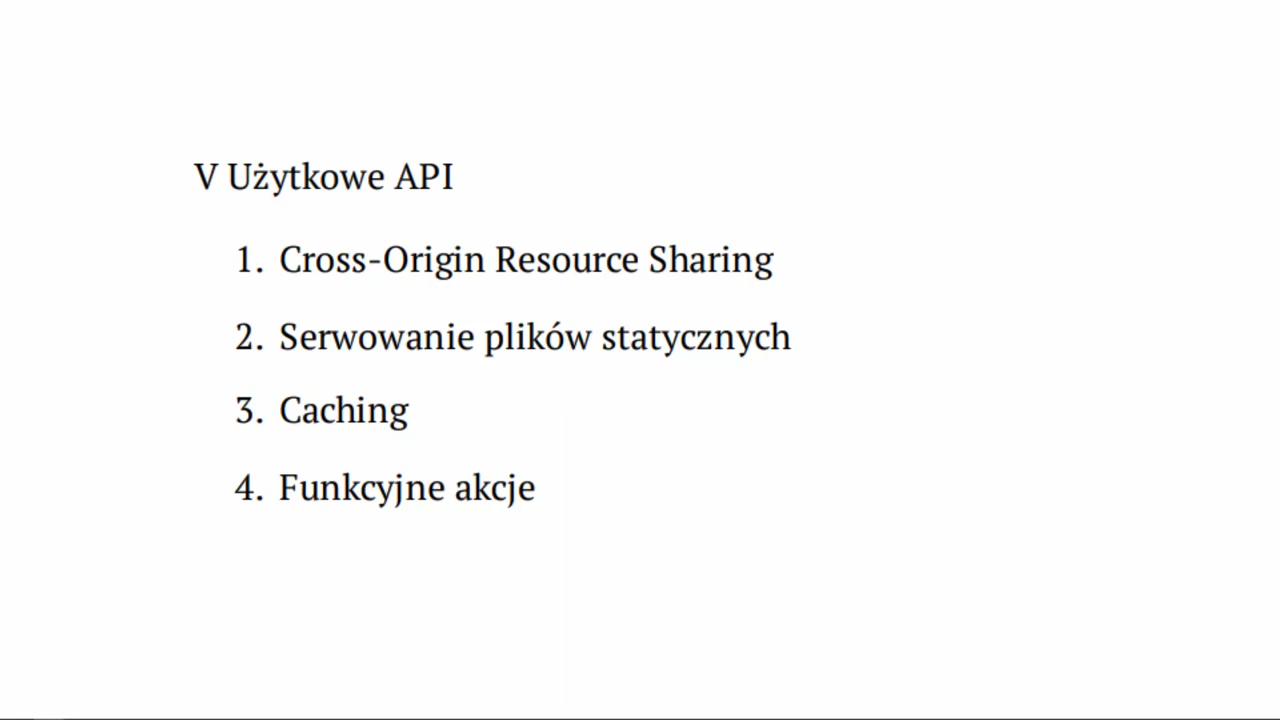 V Użytkowe API
1. Cross-Origin Resource Sharing
2. Serwowanie plików statycznych
3. Caching
4. Funkcyjne akcje